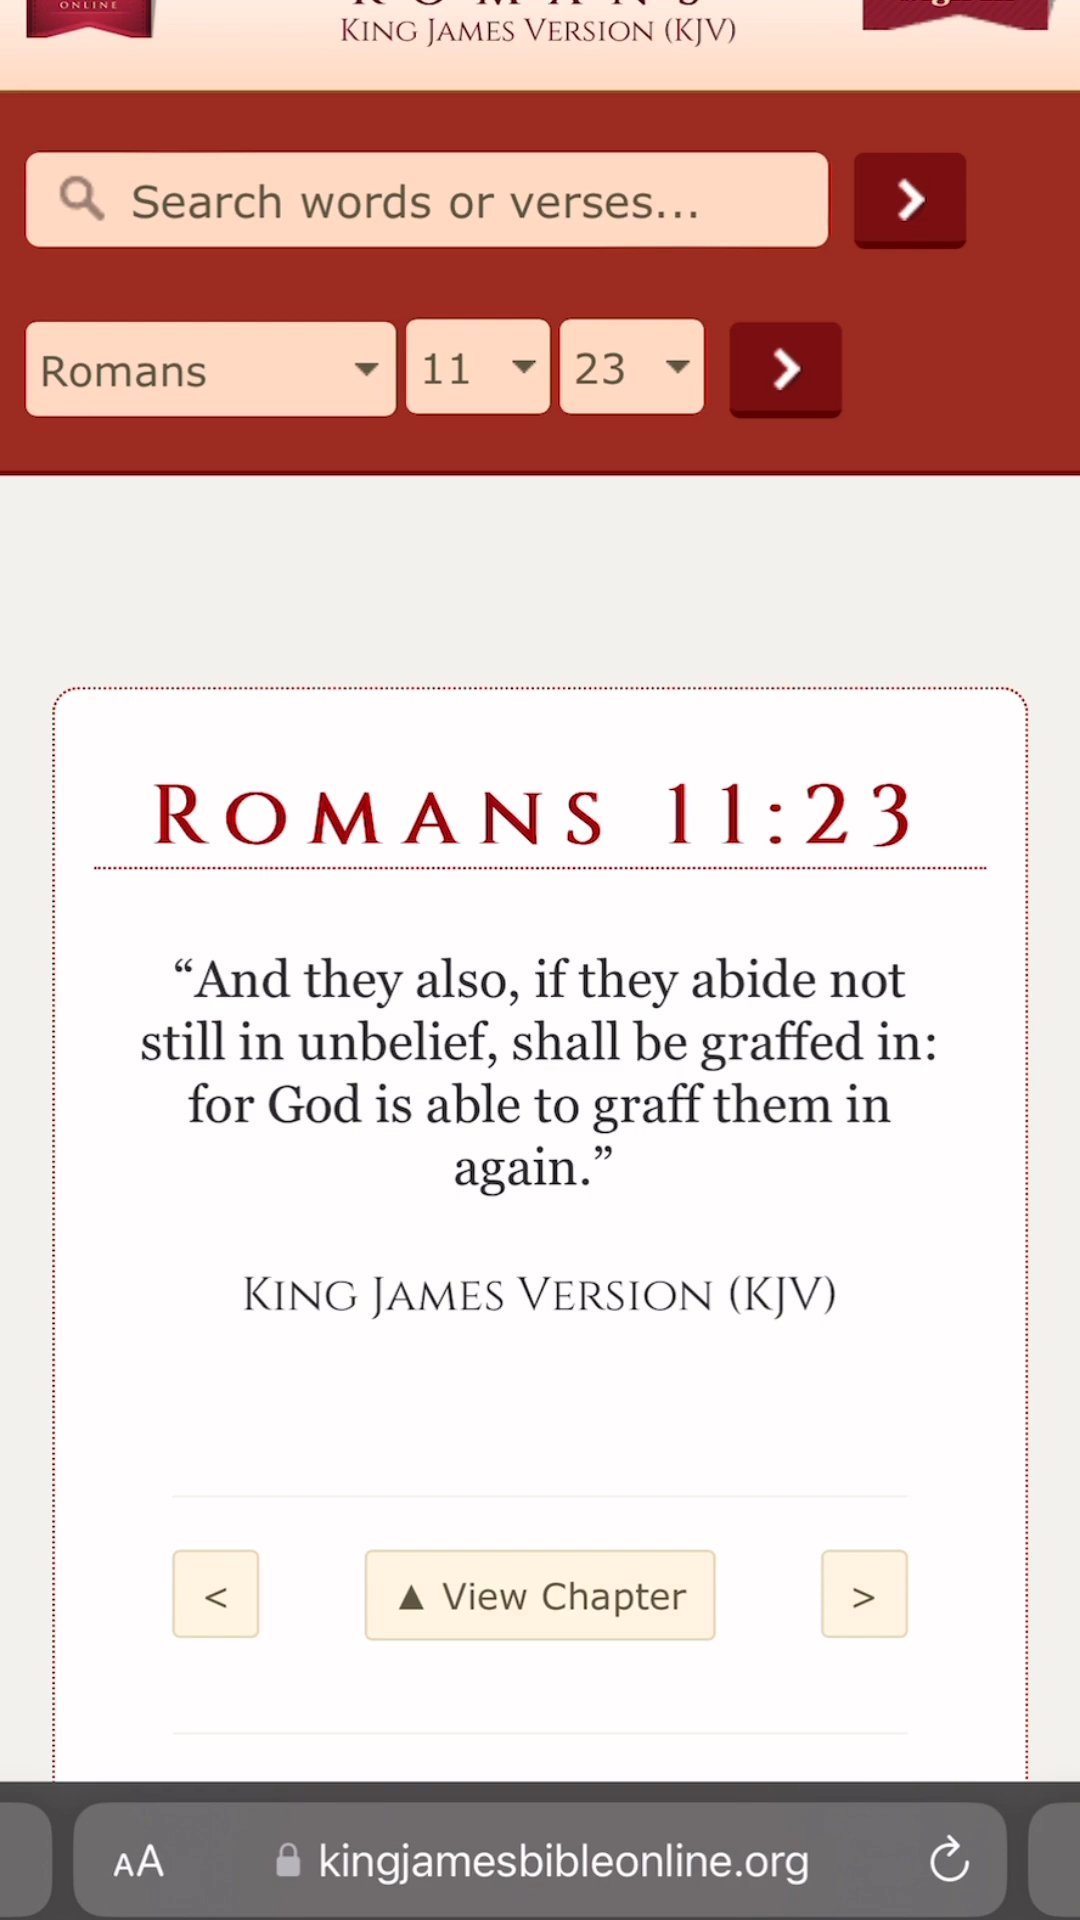 ONLINE
ROMANS
KING JAMES VERSION (KJV)
Search words or verses...
Romans 11 23
ROMANS 11:23
“And they also, if they abide not
still in unbelief, shall be graffed in:
for God is able to graff them in
again.”
KING JAMES VERSION (KJV)
<
▲ View Chapter
>
AA kingjamesbibleonline.org